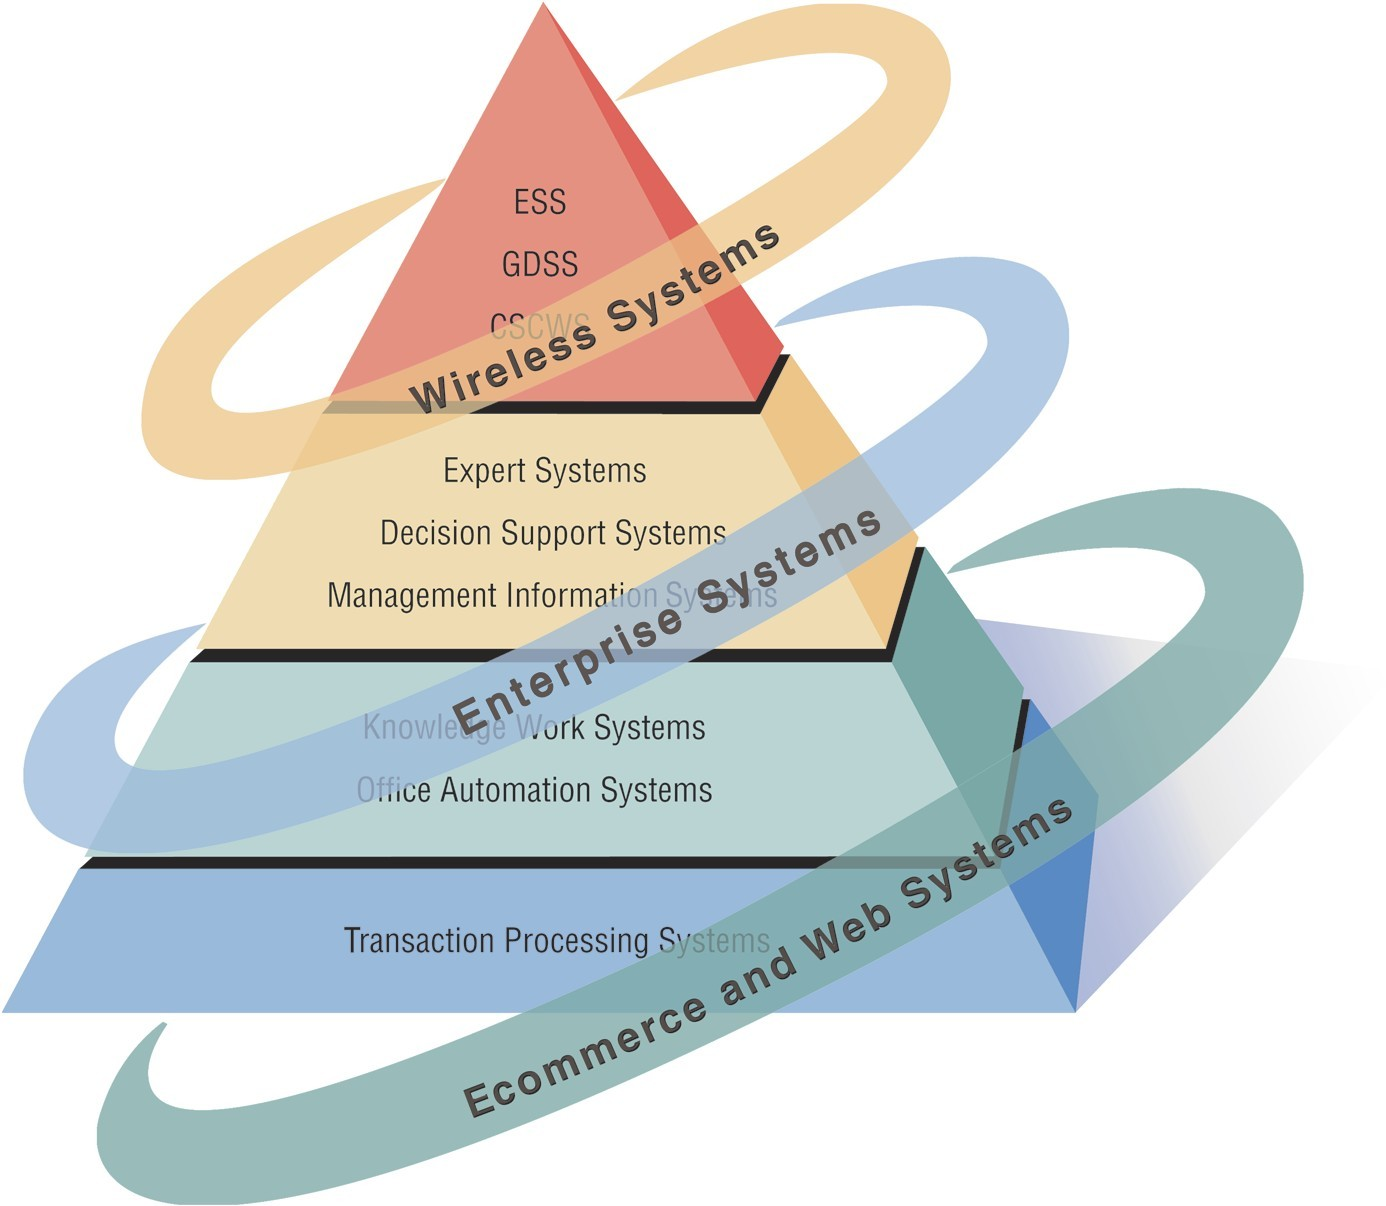 ESS
GDSS
CSCWS
Wireless Systems
Expert Systems
Decision Support Systems
Management Information Systems
Enterprise Systems
Knowledge Work Systems
Office Automation Systems
Transaction Processing Systems
Ecommerce and Web Systems